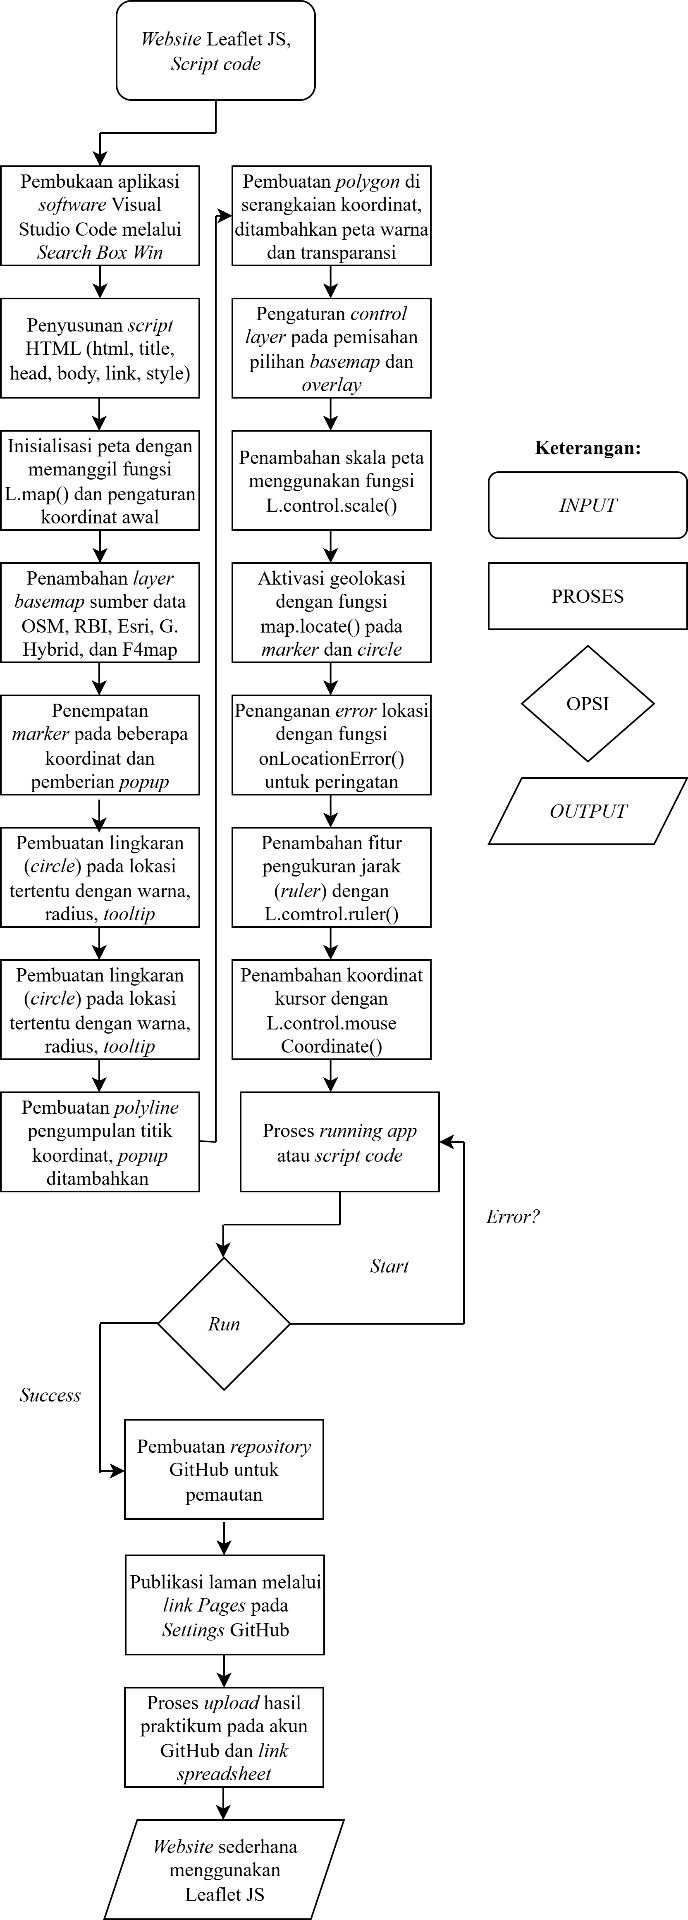 Website Leaflet JS,
Script code
Pembukaan aplikasi
software Visual
Studio Code melalui
Search Box Win
Penyusunan script
HTML (html, title,
head, body, link, style)
Inisialisasi peta dengan
memanggil fungsi
L.map() dan pengaturan
koordinat awal
Penambahan layer
basemap sumber data
OSM, RBI, Esri, G.
Hybrid, dan F4map
Penempatan
marker pada beberapa
koordinat dan
pemberian popup
Pembuatan lingkaran
(circle) pada lokasi
tertentu dengan warna,
radius, tooltip
Pembuatan lingkaran
(circle) pada lokasi
tertentu dengan warna,
radius, tooltip
Pembuatan polyline
pengumpulan titik
koordinat, popup
ditambahkan
Pembuatan polygon di
serangkaian koordinat,
ditambahkan peta warna
dan transparansi
Pengaturan control
layer pada pemisahan
pilihan basemap dan
overlay
Penambahan skala peta
menggunakan fungsi
L.control.scale()
Aktivasi geolokasi
dengan fungsi
map.locate() pada
marker dan circle
Penanganan error lokasi
dengan fungsi
onLocationError()
untuk peringatan
Penambahan fitur
pengukuran jarak
(ruler) dengan
L.comtrol.ruler()
Penambahan koordinat
kursor dengan
L.control.mouse
Coordinate()
Proses running app
atau script code
Error?
Start
Run
Success
Pembuatan repository
GitHub untuk
pemautan
Publikasi laman melalui
link Pages pada
Settings GitHub
Proses upload hasil
praktikum pada akun
GitHub dan link
spreadsheet
Website sederhana
menggunakan
Leaflet JS
Keterangan:
INPUT
PROSES
OPSI
OUTPUT